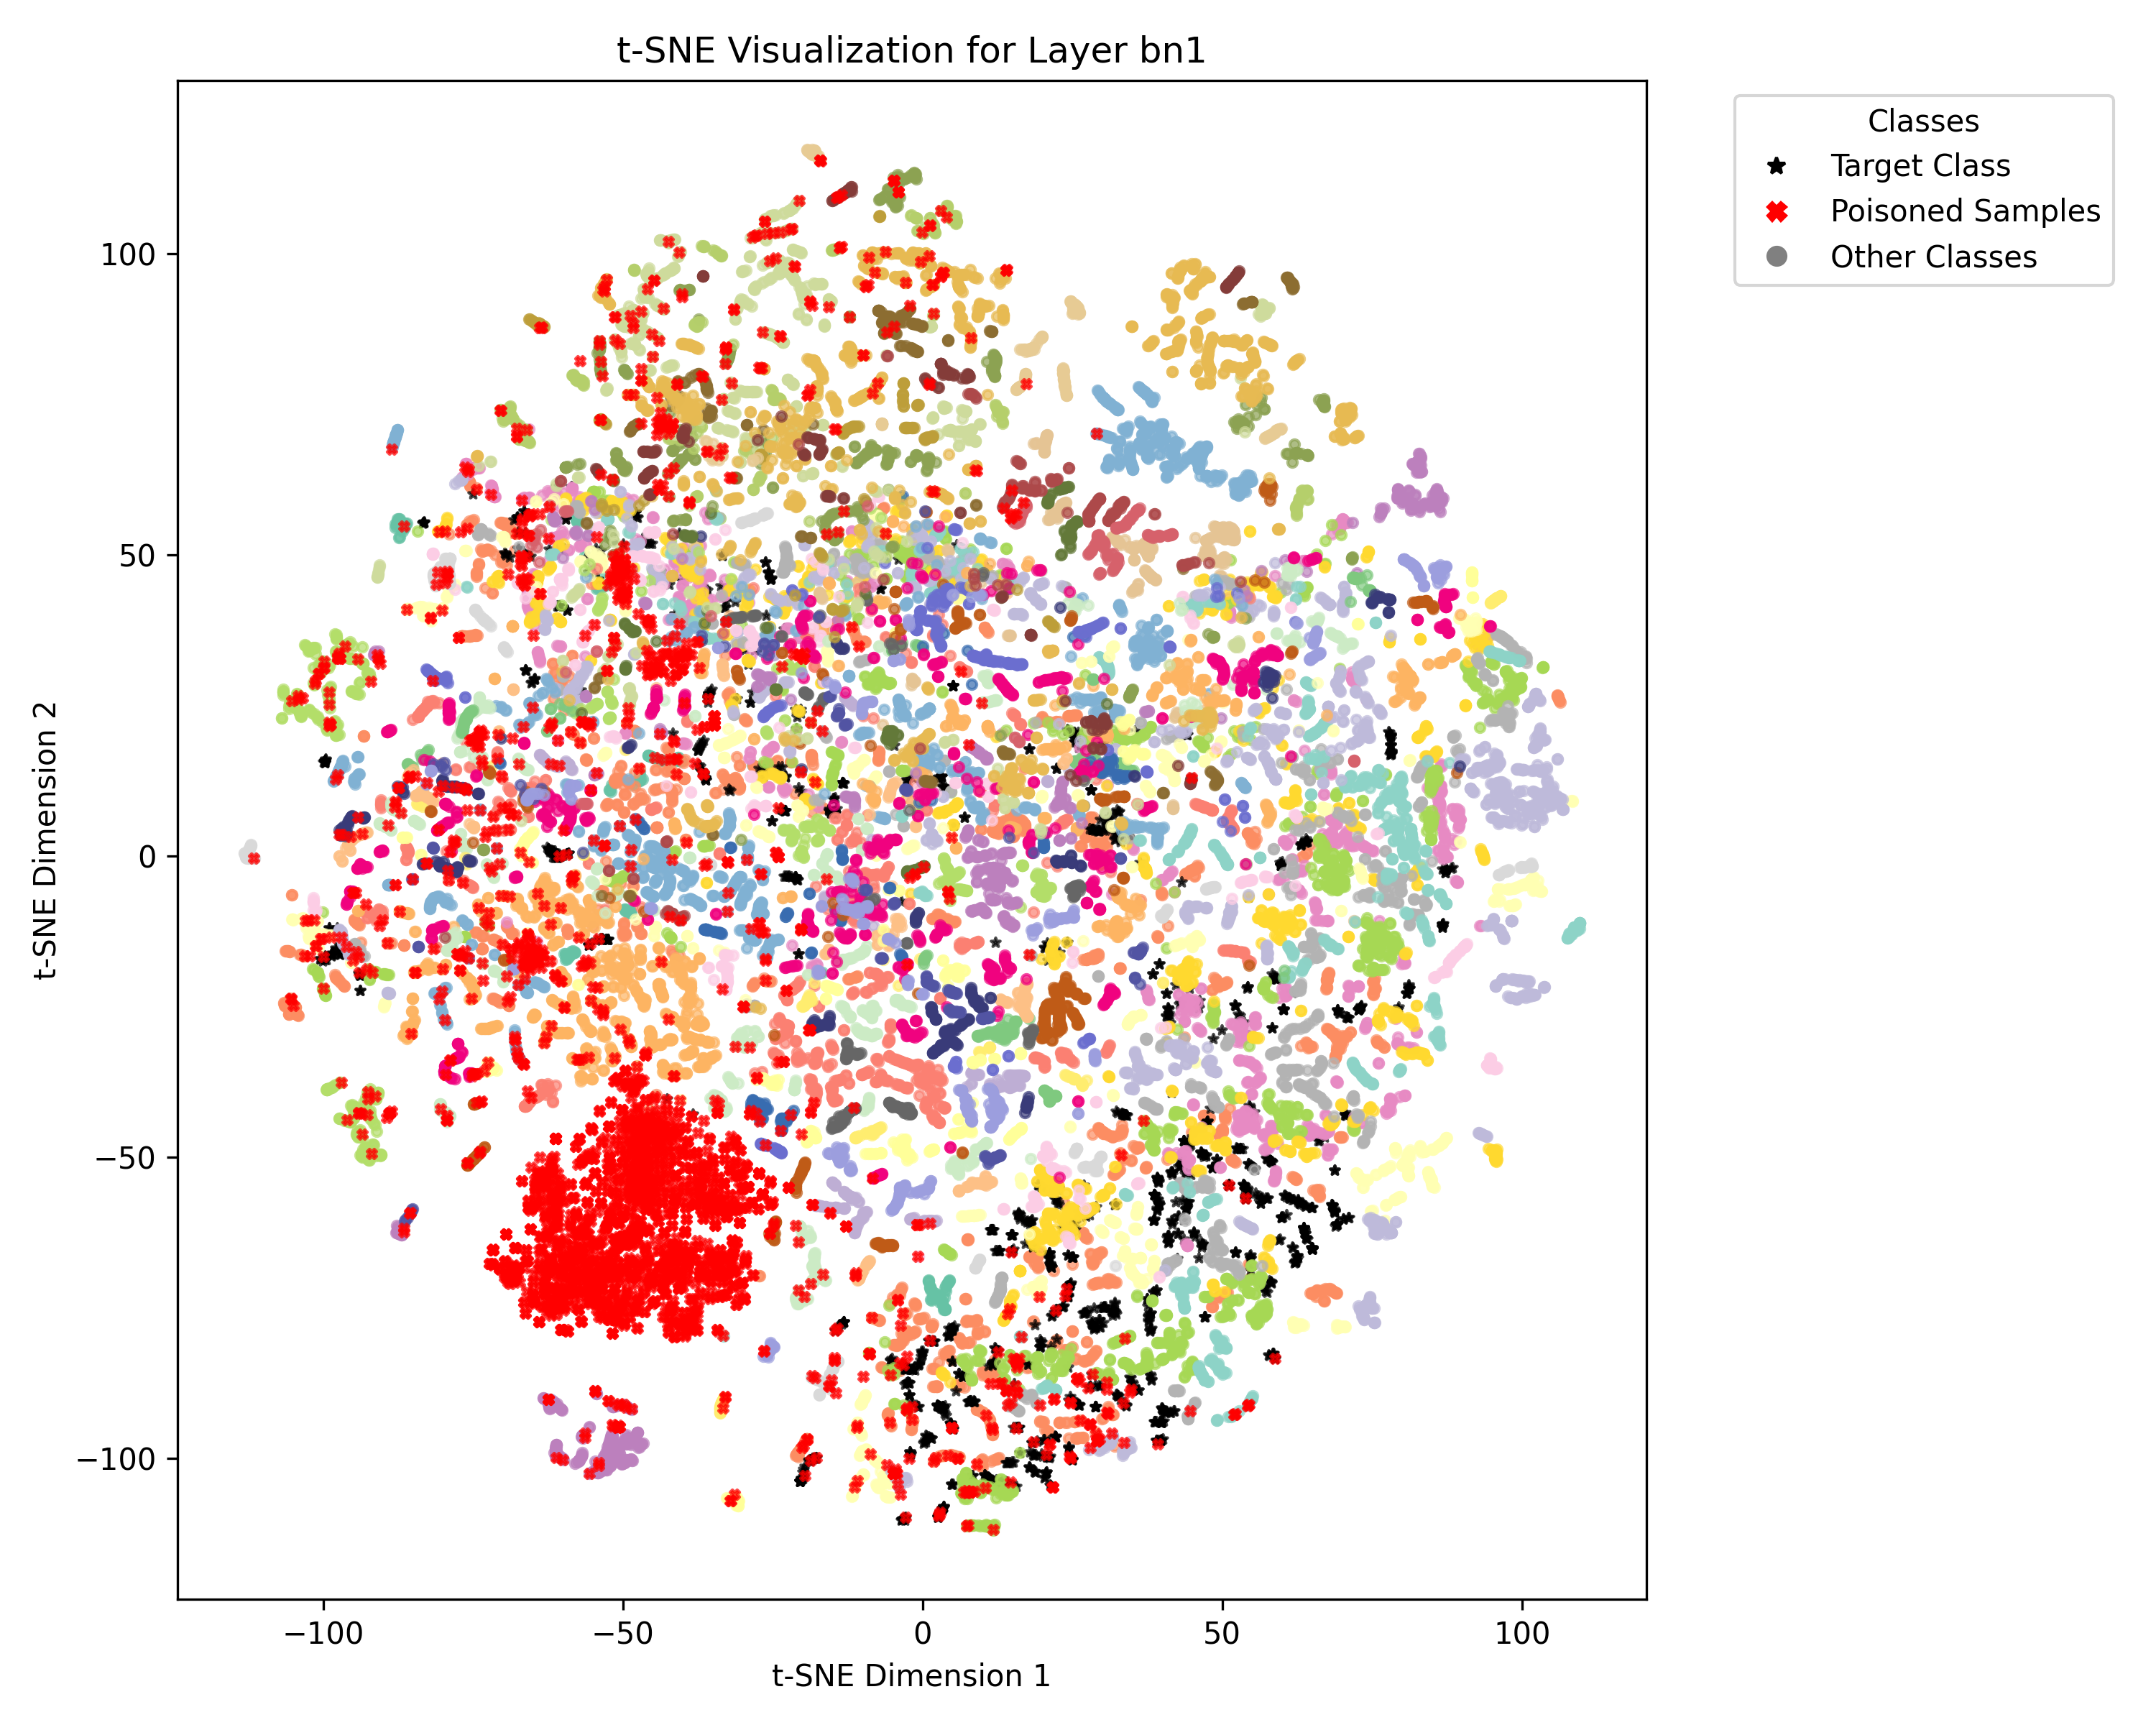 t-SNE Visualization for Layer bn1
Classes
Target Class
Poisoned Samples
Other Classes
100
50
0
−50
−100
t-SNE Dimension 2
−100
−50
0
50
100
t-SNE Dimension 1